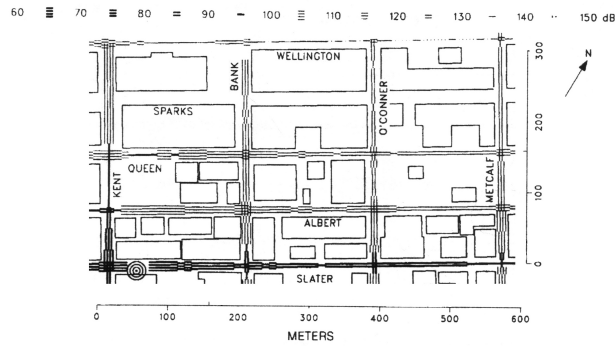 60 70 80 90 100 110 120 130 140 150 dB
WELLINGTON
BANK
O'CONNER
N
SPARKS
QUEEN
KENT
METCALF
ALBERT
SLATER
300
200
100
0
0 100 200 300 400 500 600
METERS